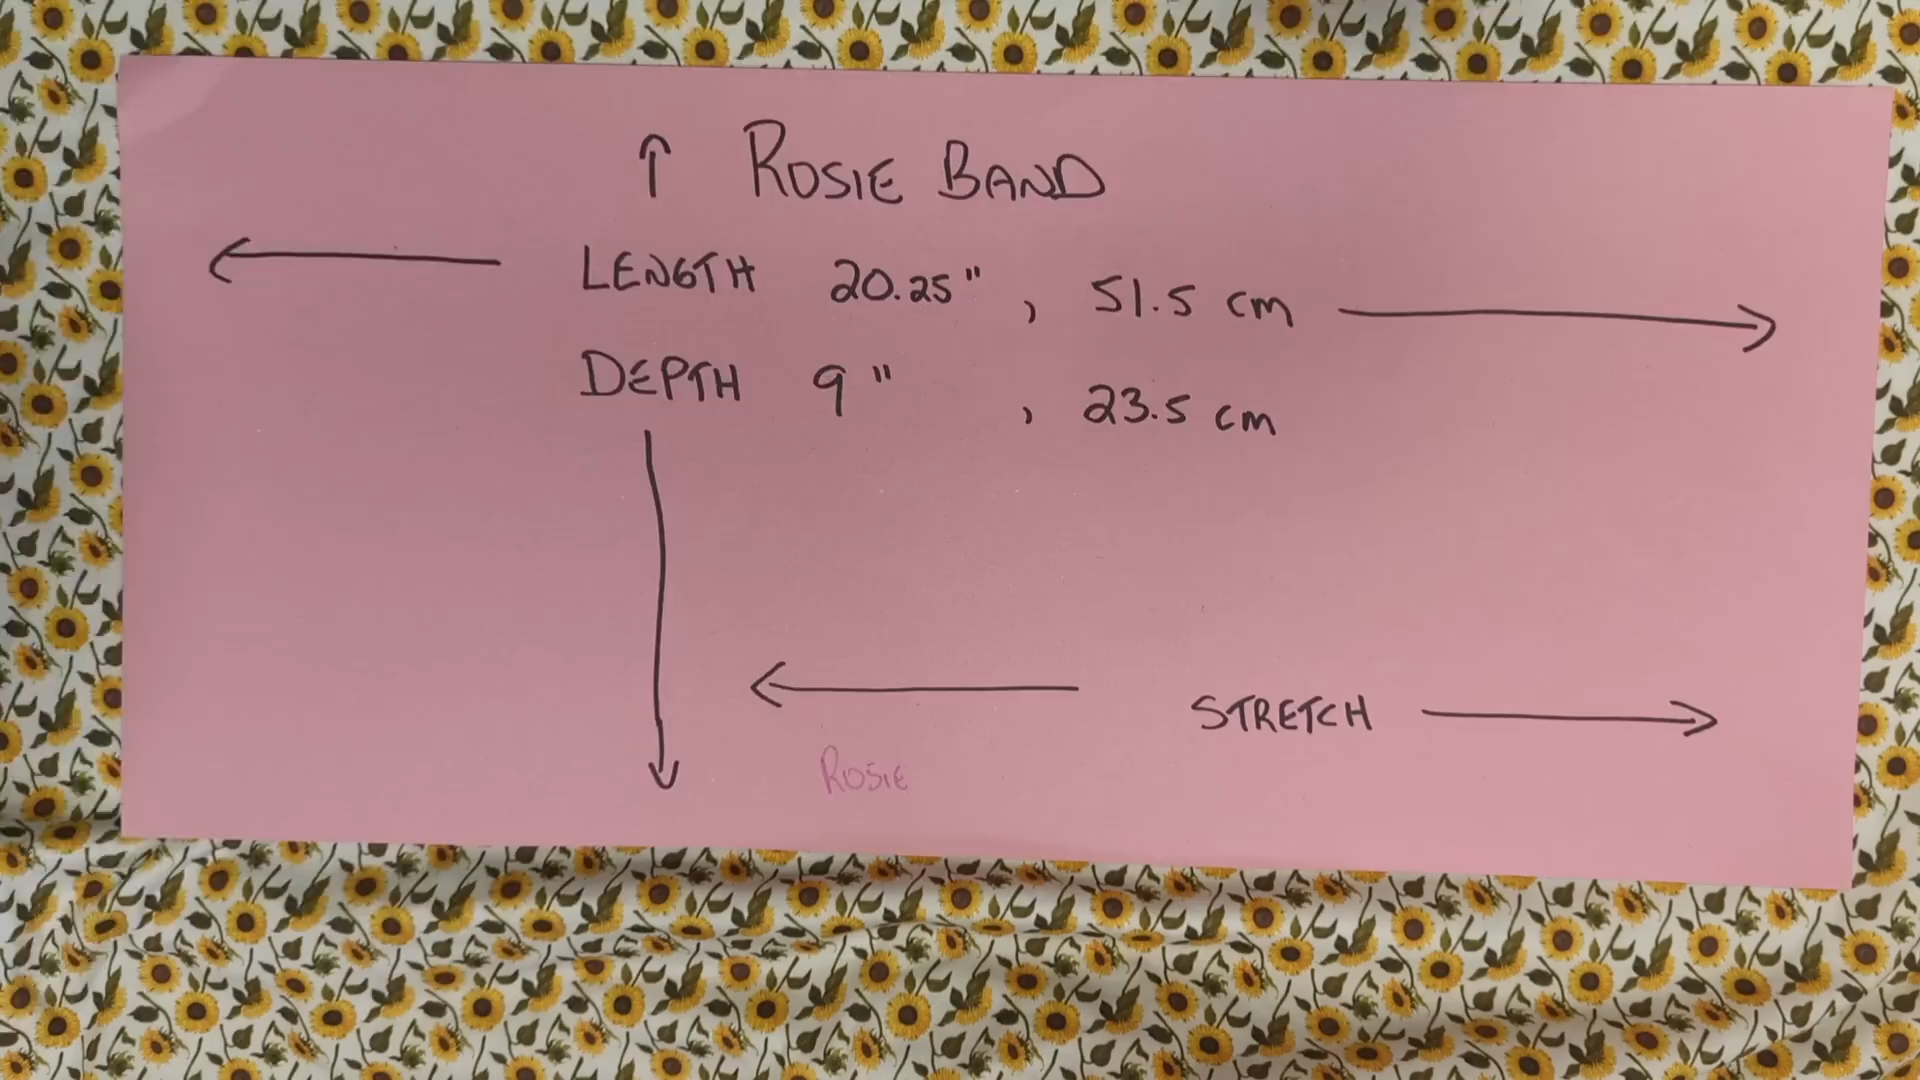 ↑ ROSIE BAND
LENGTH 20.25" , 51.5 cm
DEPTH 9" , 23.5 cm
STRETCH
ROSIE